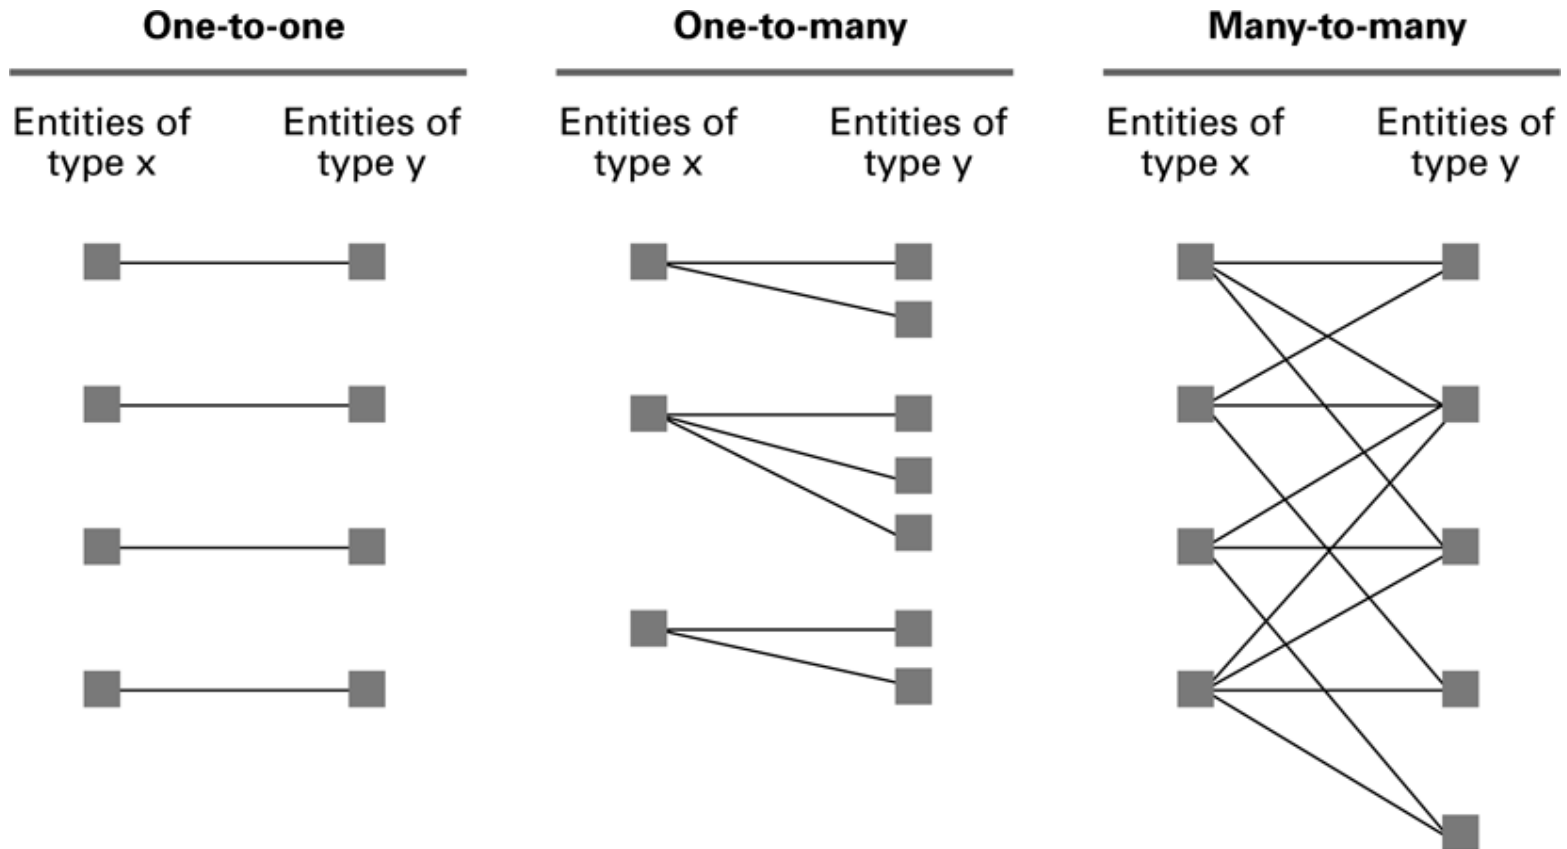 One-to-one
Entities of
type x
Entities of
type y
One-to-many
Entities of
type x
Entities of
type y
Many-to-many
Entities of
type x
Entities of
type y